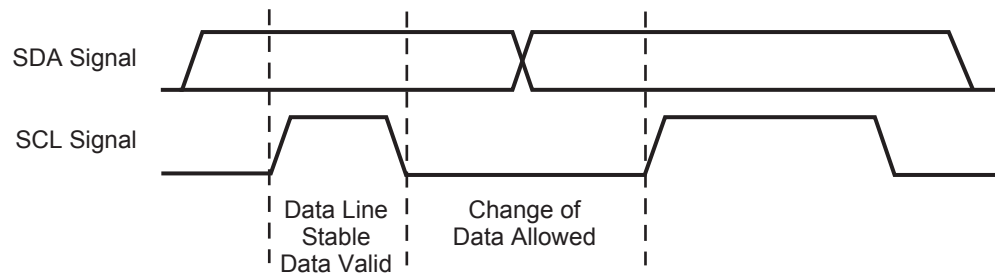 SDA Signal
SCL Signal
Data Line
Stable
Data Valid
Change of
Data Allowed